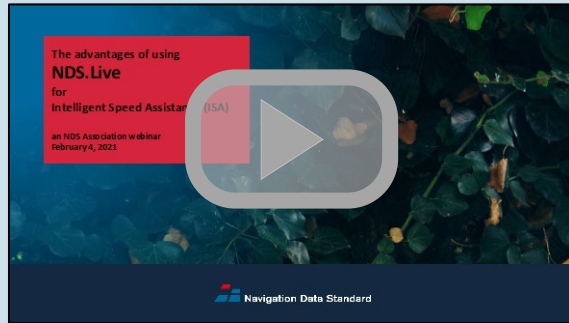 The advantages of using
NDS.Live
for
Intelligent Speed Assistance (ISA)
an NDS Association webinar
February 4, 2021
Navigation Data Standard